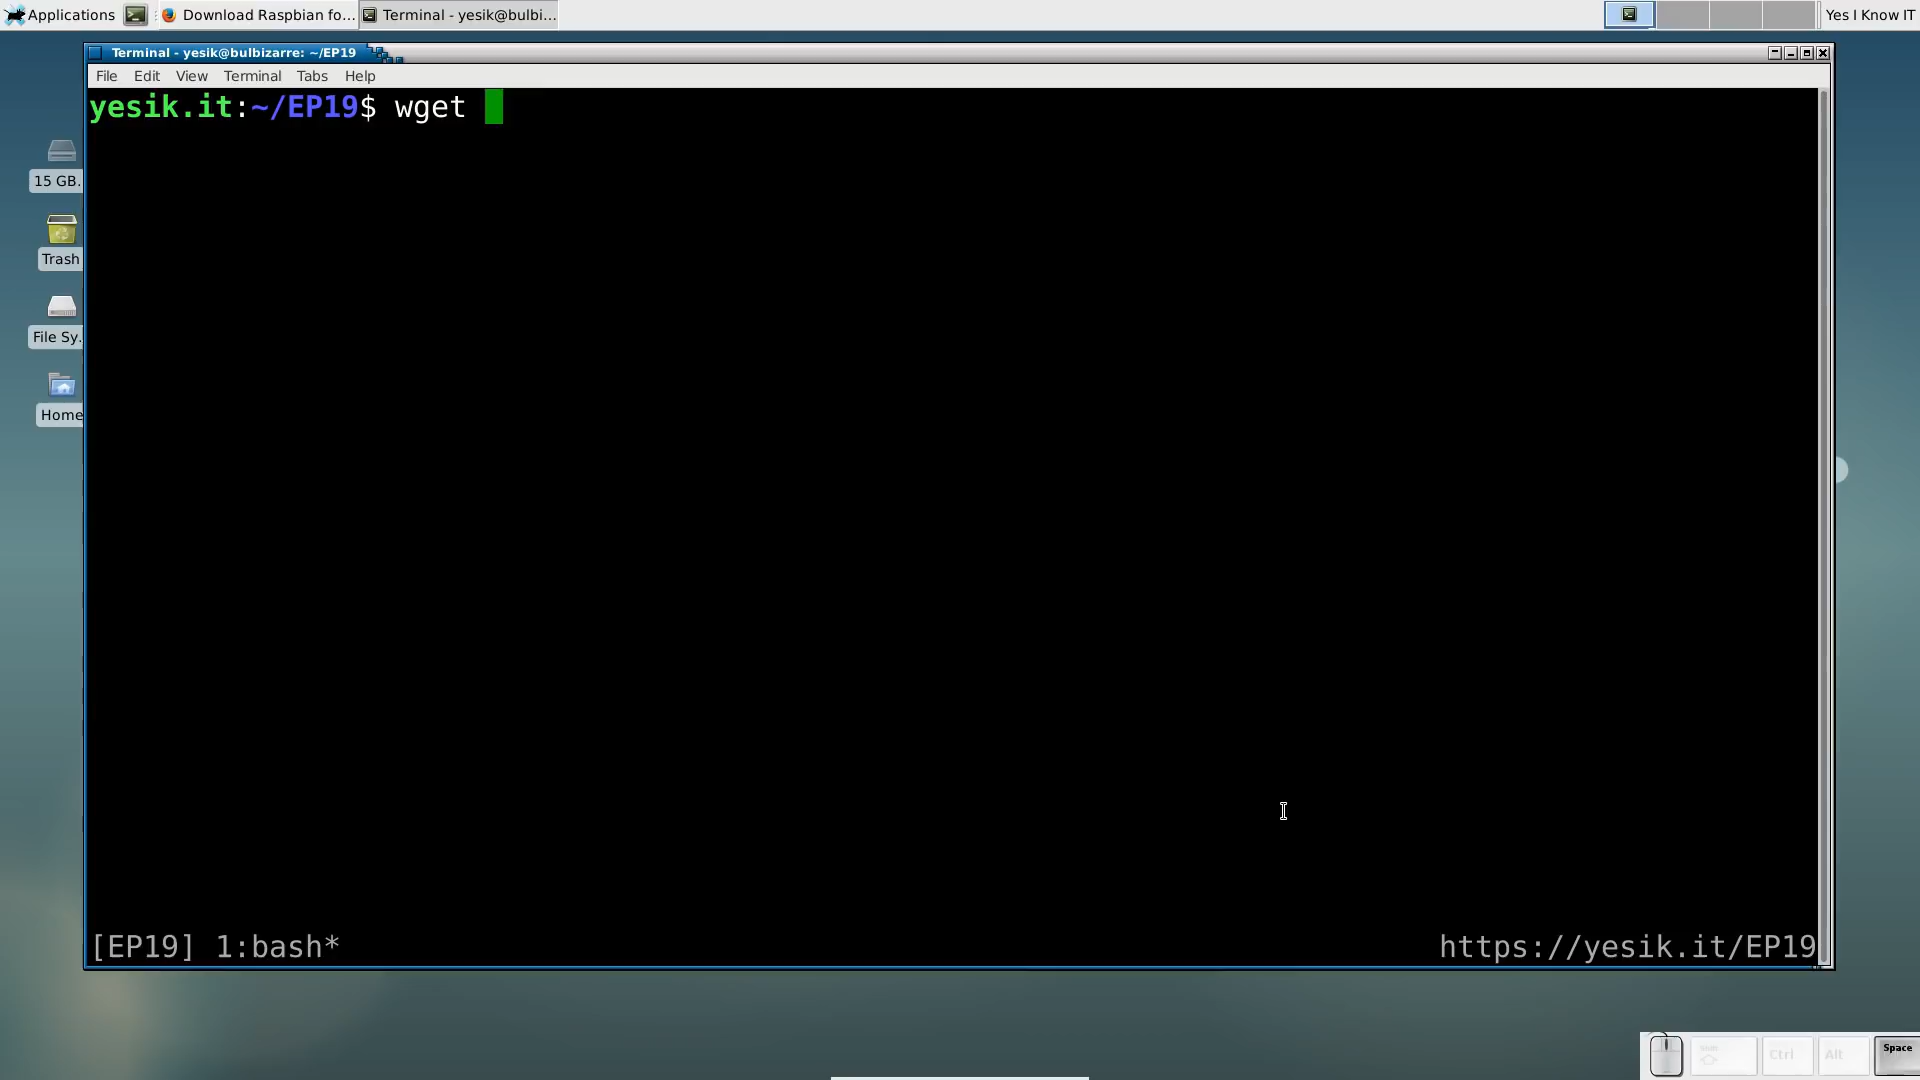 Applications
Download Raspbian fo...
Terminal - yesik@bulbi...
Yes I Know IT
Terminal - yesik@bulbizarre: ~/EP19
File Edit View Terminal Tabs Help
yesik.it:~/EP19$ wget
15 GB.
Trash
File Sy.
Home
[EP19] 1:bash*
https://yesik.it/EP19
Shift
Ctrl
Alt
Space